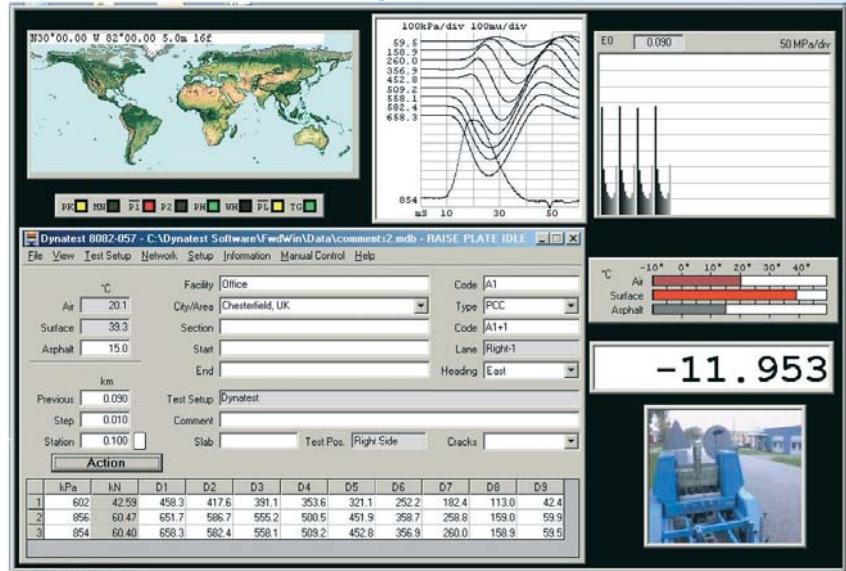 N30°00.00 W 82°00.00 5.0m 16f
PK MN P1 P2 PH WH PL TG
100kPa/div 100mu/div
59.5
158.9
260.0
356.9
452.8
509.2
558.1
582.4
658.3
854
mS 10 30 50
E0 0.090 50 MPa/div
Dynatest 8082-057 - C:\Dynatest Software\FwdWin\Data\comments2.mdb - RAISE PLATE IDLE
File View Test Setup Network Setup Information Manual Control Help
°C
Air 20.1
Surface 39.3
Asphalt 15.0
km
Previous 0.090
Step 0.010
Station 0.100
Action
Facility Office
City/Area Chesterfield, UK
Section
Start
End
Test Setup Dynatest
Comment
Slab Test Pos. Right Side Cracks
Code A1
Type PCC
Code A1+1
Lane Right-1
Heading East
kPa kN D1 D2 D3 D4 D5 D6 D7 D8 D9
1 602 42.59 458.3 417.6 391.1 353.6 321.1 252.2 182.4 113.0 42.4
2 856 60.47 651.7 586.7 555.2 500.5 451.9 358.7 258.8 159.0 59.9
3 854 60.40 658.3 582.4 558.1 509.2 452.8 356.9 260.0 158.9 59.5
°C -10° 0° 10° 20° 30° 40°
Air
Surface
Asphalt
-11.953